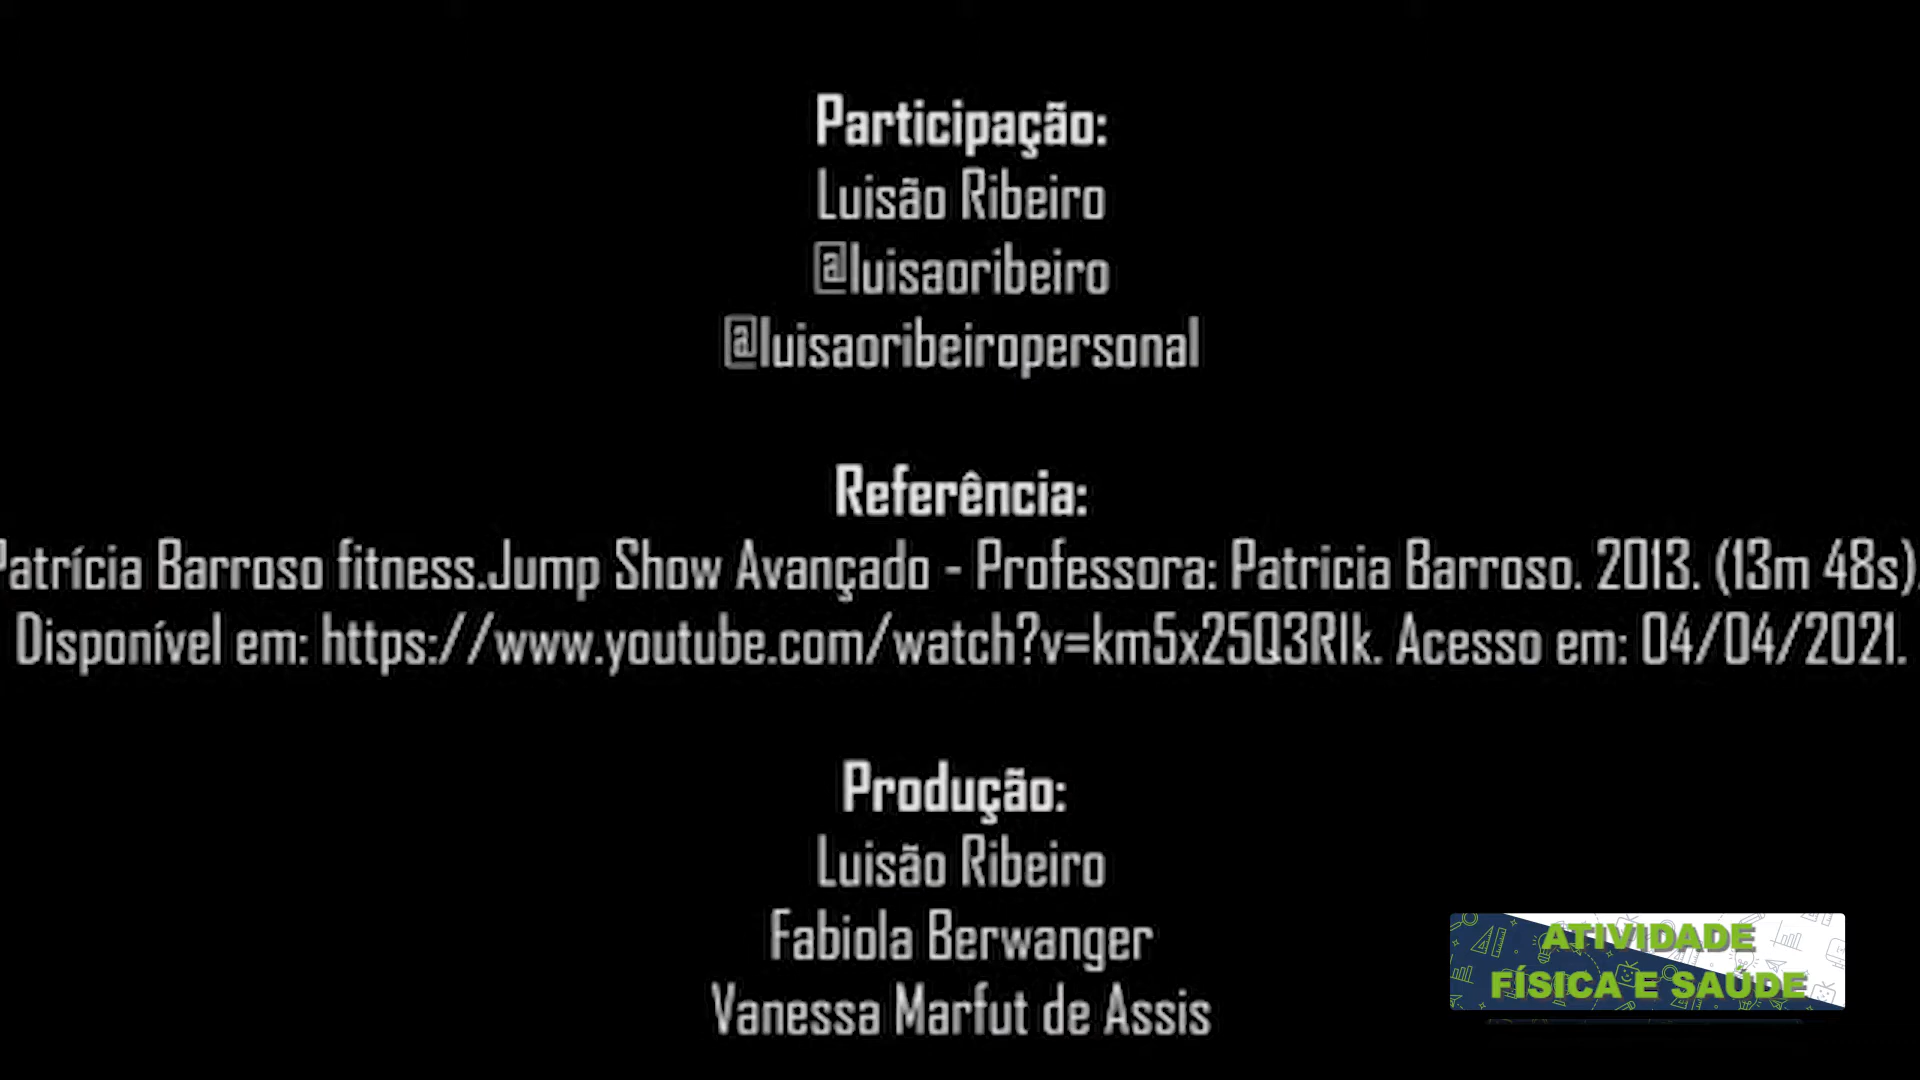 Participação:
Luisão Ribeiro
@luisaoribeiro
@luisaoribeiropersonal
Referência:
Patrícia Barroso fitness.Jump Show Avançado - Professora: Patricia Barroso. 2013. (13m 48s).
Disponível em: https://www.youtube.com/watch?v=km5x25Q3RIk. Acesso em: 04/04/2021.
Produção:
Luisão Ribeiro
Fabiola Berwanger
Vanessa Marfut de Assis
ATIVIDADE
FÍSICA E SAÚDE